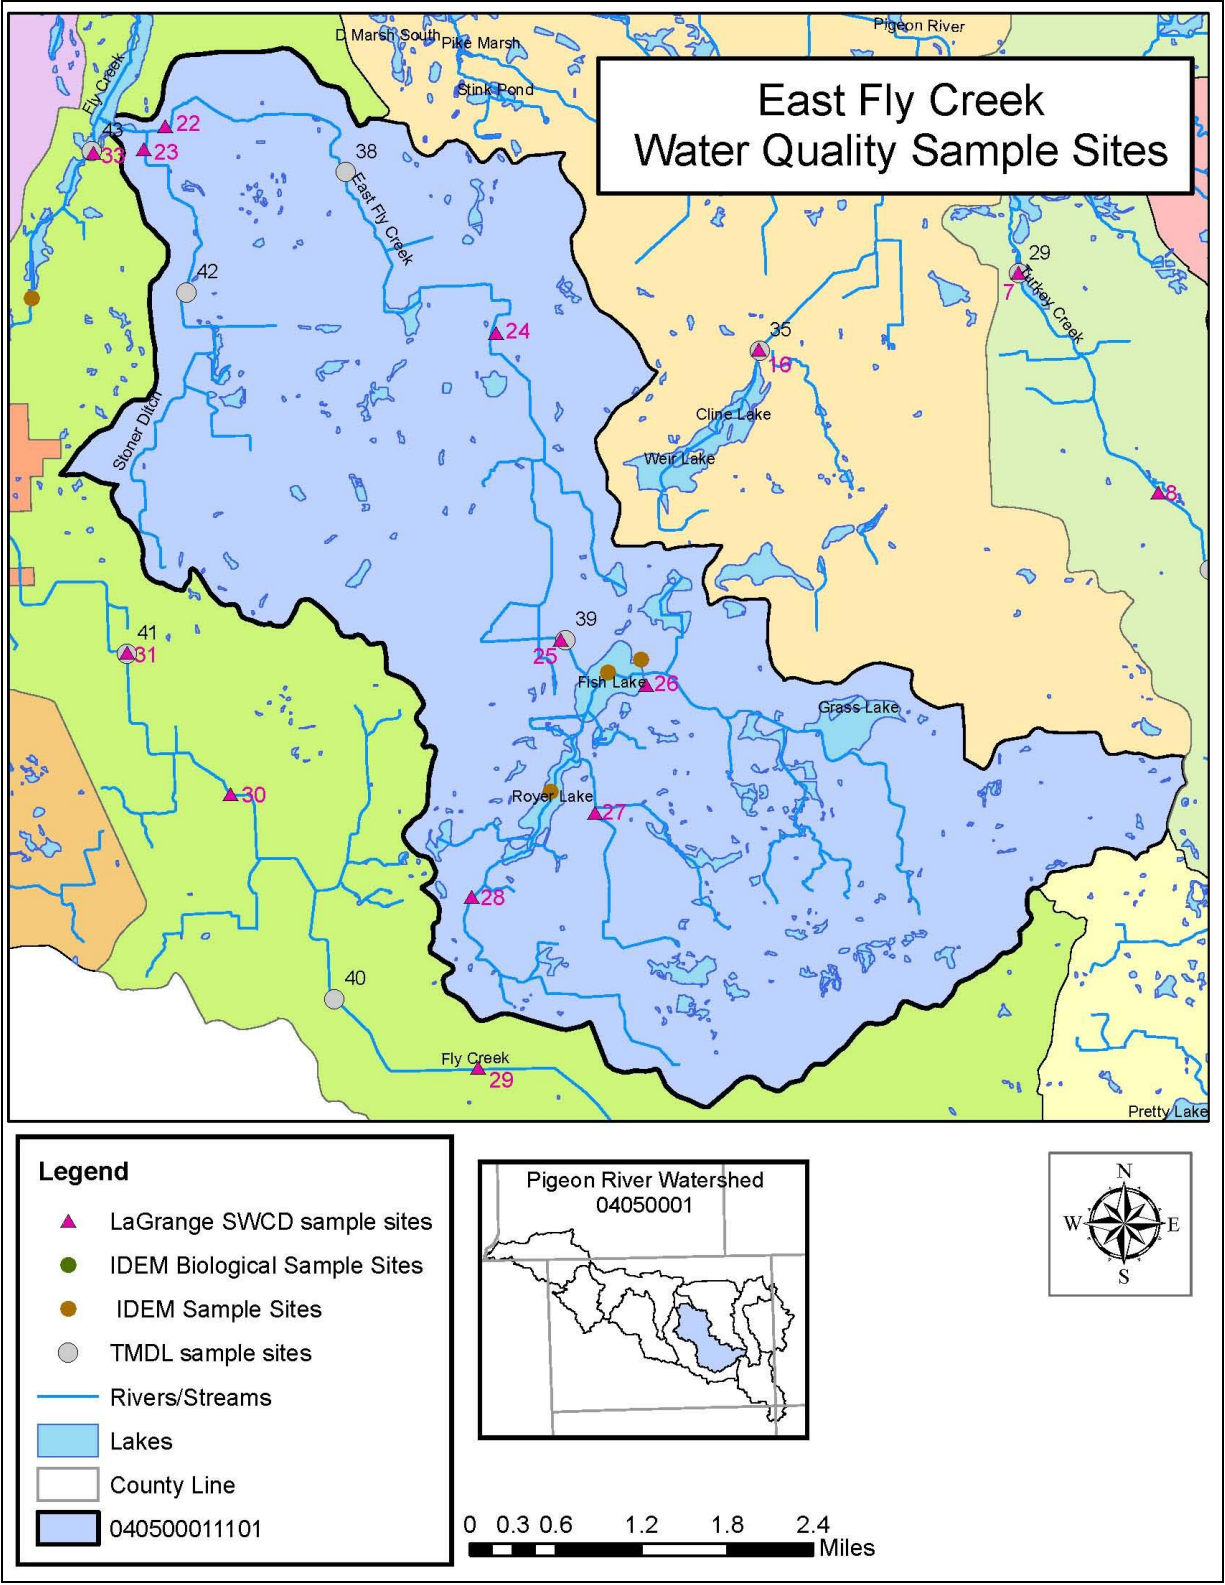 East Fly Creek
Water Quality Sample Sites
D Marsh South
Pike Marsh
Stink Pond
Pigeon River
Fly Creek
43
33
22
23
38
East Fly Creek
42
24
29
7
Turkey Creek
35
16
Cline Lake
Weir Lake
Stoner Ditch
8
41
31
39
25
Fish Lake
26
Grass Lake
30
Royer Lake
27
28
40
Fly Creek
29
Pretty Lake
Legend
LaGrange SWCD sample sites
IDEM Biological Sample Sites
IDEM Sample Sites
TMDL sample sites
Rivers/Streams
Lakes
County Line
040500011101
Pigeon River Watershed
04050001
N
W
E
S
0 0.3 0.6 1.2 1.8 2.4
Miles